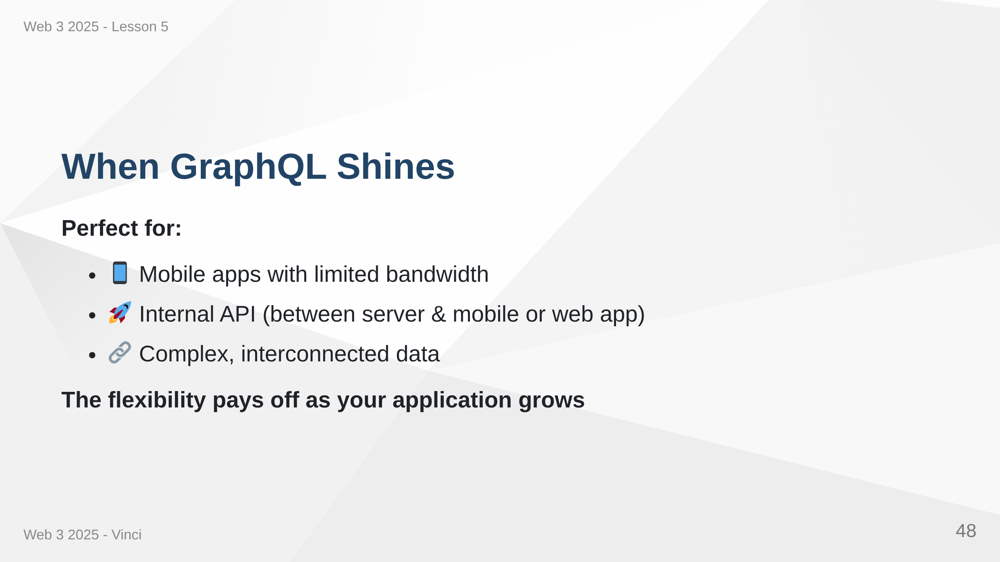 Web 3 2025 - Lesson 5
When GraphQL Shines
Perfect for:
• 📱 Mobile apps with limited bandwidth
• 🚀 Internal API (between server & mobile or web app)
• 🔗 Complex, interconnected data
The flexibility pays off as your application grows
Web 3 2025 - Vinci
48